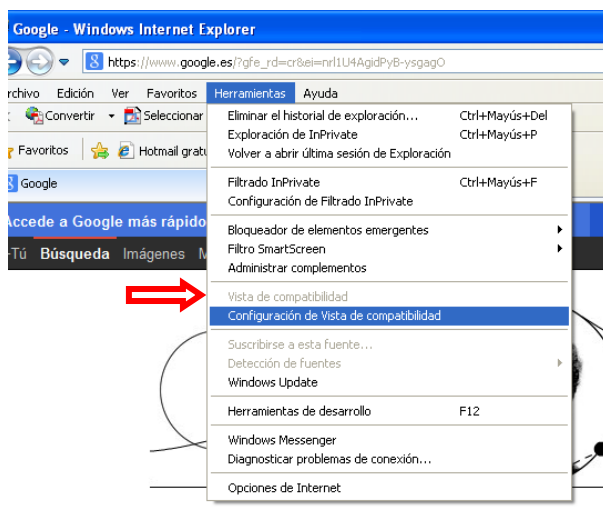 Google - Windows Internet Explorer
https://www.google.es/?gfe_rd=cr&ei=nrl1U4AgidPyB-ysgagO
rchivo Edición Ver Favoritos Herramientas Ayuda
Convertir Seleccionar
Favoritos Hotmail gratu
Google
Accede a Google más rápido
Tú Búsqueda Imágenes M
Eliminar el historial de exploración... Ctrl+Mayús+Del
Exploración de InPrivate Ctrl+Mayús+P
Volver a abrir última sesión de Exploración
Filtrado InPrivate Ctrl+Mayús+F
Configuración de Filtrado InPrivate
Bloqueador de elementos emergentes
Filtro SmartScreen
Administrar complementos
Vista de compatibilidad
Configuración de Vista de compatibilidad
Suscribirse a esta fuente...
Detección de fuentes
Windows Update
Herramientas de desarrollo F12
Windows Messenger
Diagnosticar problemas de conexión...
Opciones de Internet